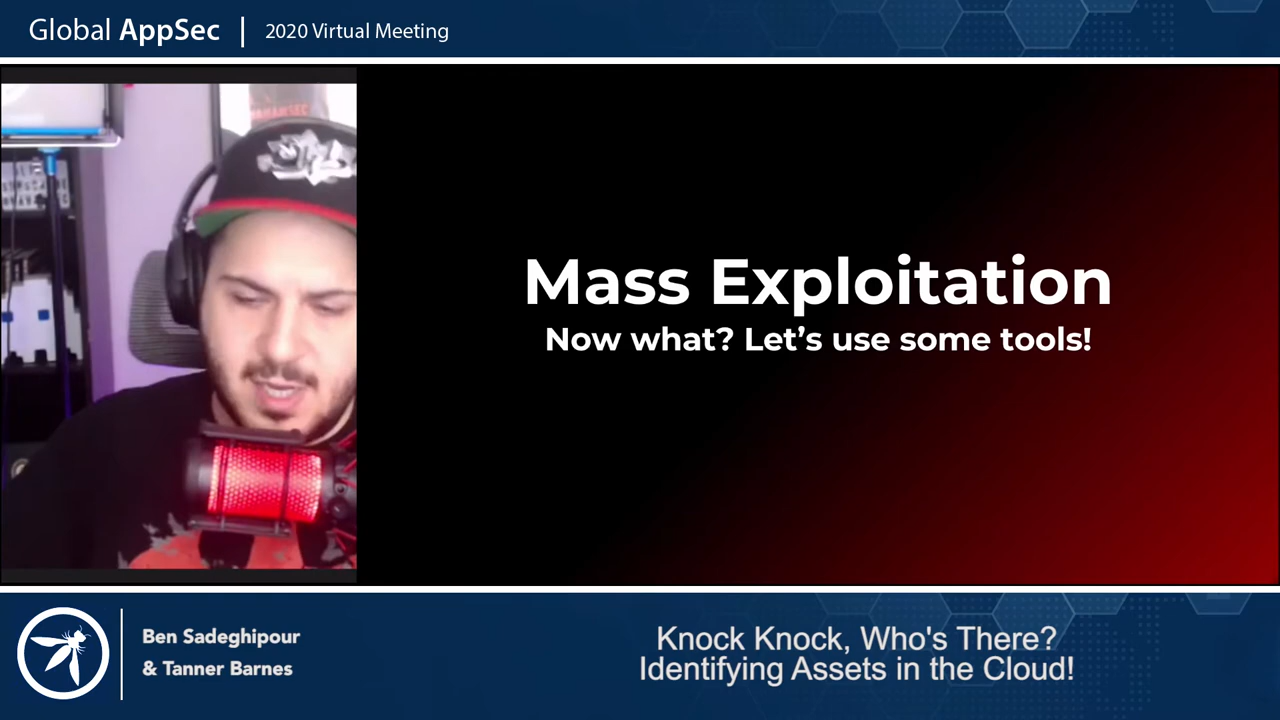 Global AppSec | 2020 Virtual Meeting
Mass Exploitation
Now what? Let’s use some tools!
Ben Sadeghipour
& Tanner Barnes
Knock Knock, Who's There?
Identifying Assets in the Cloud!